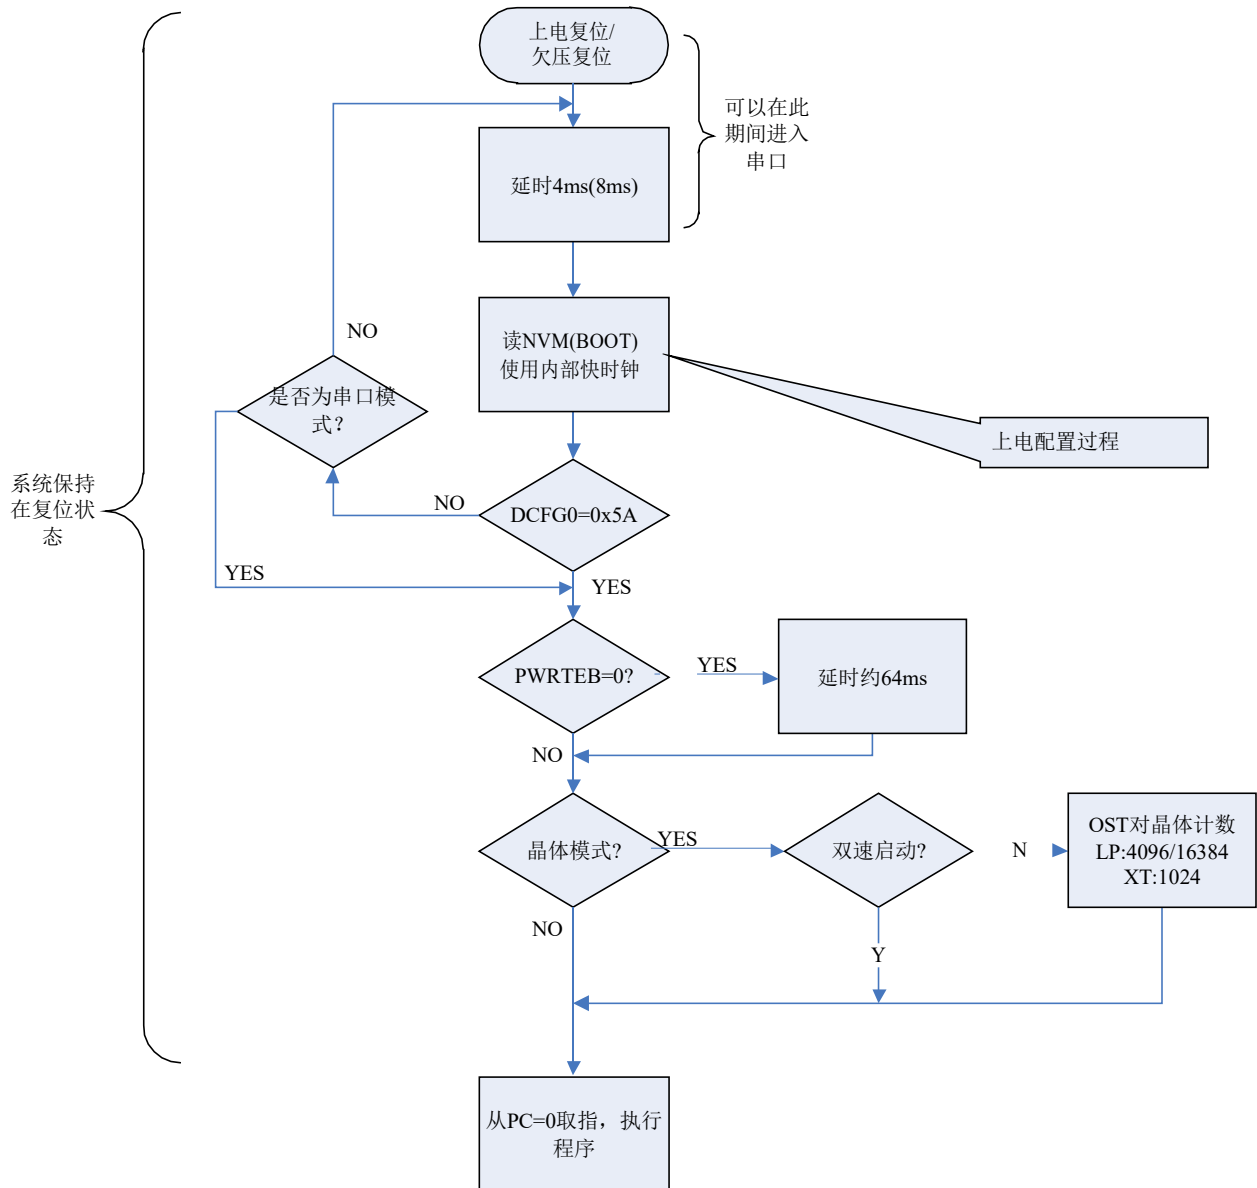 上电复位/
欠压复位
可以在此
期间进入
串口
延时4ms(8ms)
读NVM(BOOT)
使用内部快时钟
NO
是否为串口模
式?
上电配置过程
系统保持
在复位状
态
NO
DCFG0=0x5A
YES
YES
PWRTEB=0?
YES
延时约64ms
NO
晶体模式?
YES
双速启动?
N
OST对晶体计数
LP:4096/16384
XT:1024
NO
Y
从PC=0取指，执行
程序